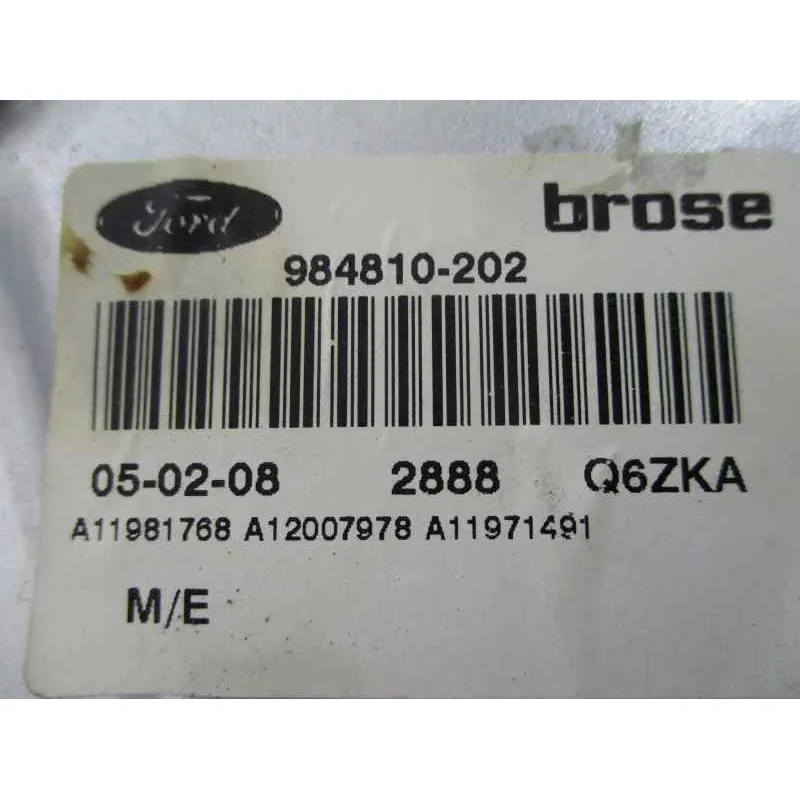 Ford brose
984810-202
05-02-08 2888 Q6ZKA
A11981768 A12007978 A11971491
M/E